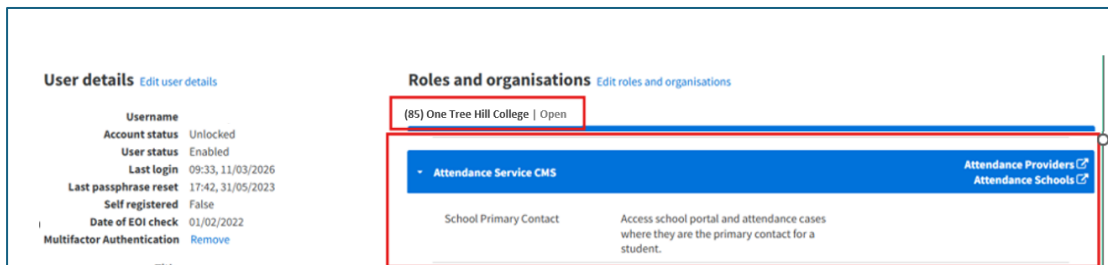 User details Edit user details
Username
Account status Unlocked
User status Enabled
Last login 09:33, 11/03/2026
Last passphrase reset 17:42, 31/05/2023
Self registered False
Date of EOI check 01/02/2022
Multifactor Authentication Remove
Roles and organisations Edit roles and organisations
(85) One Tree Hill College | Open
Attendance Service CMS
Attendance Providers
Attendance Schools
School Primary Contact
Access school portal and attendance cases
where they are the primary contact for a
student.